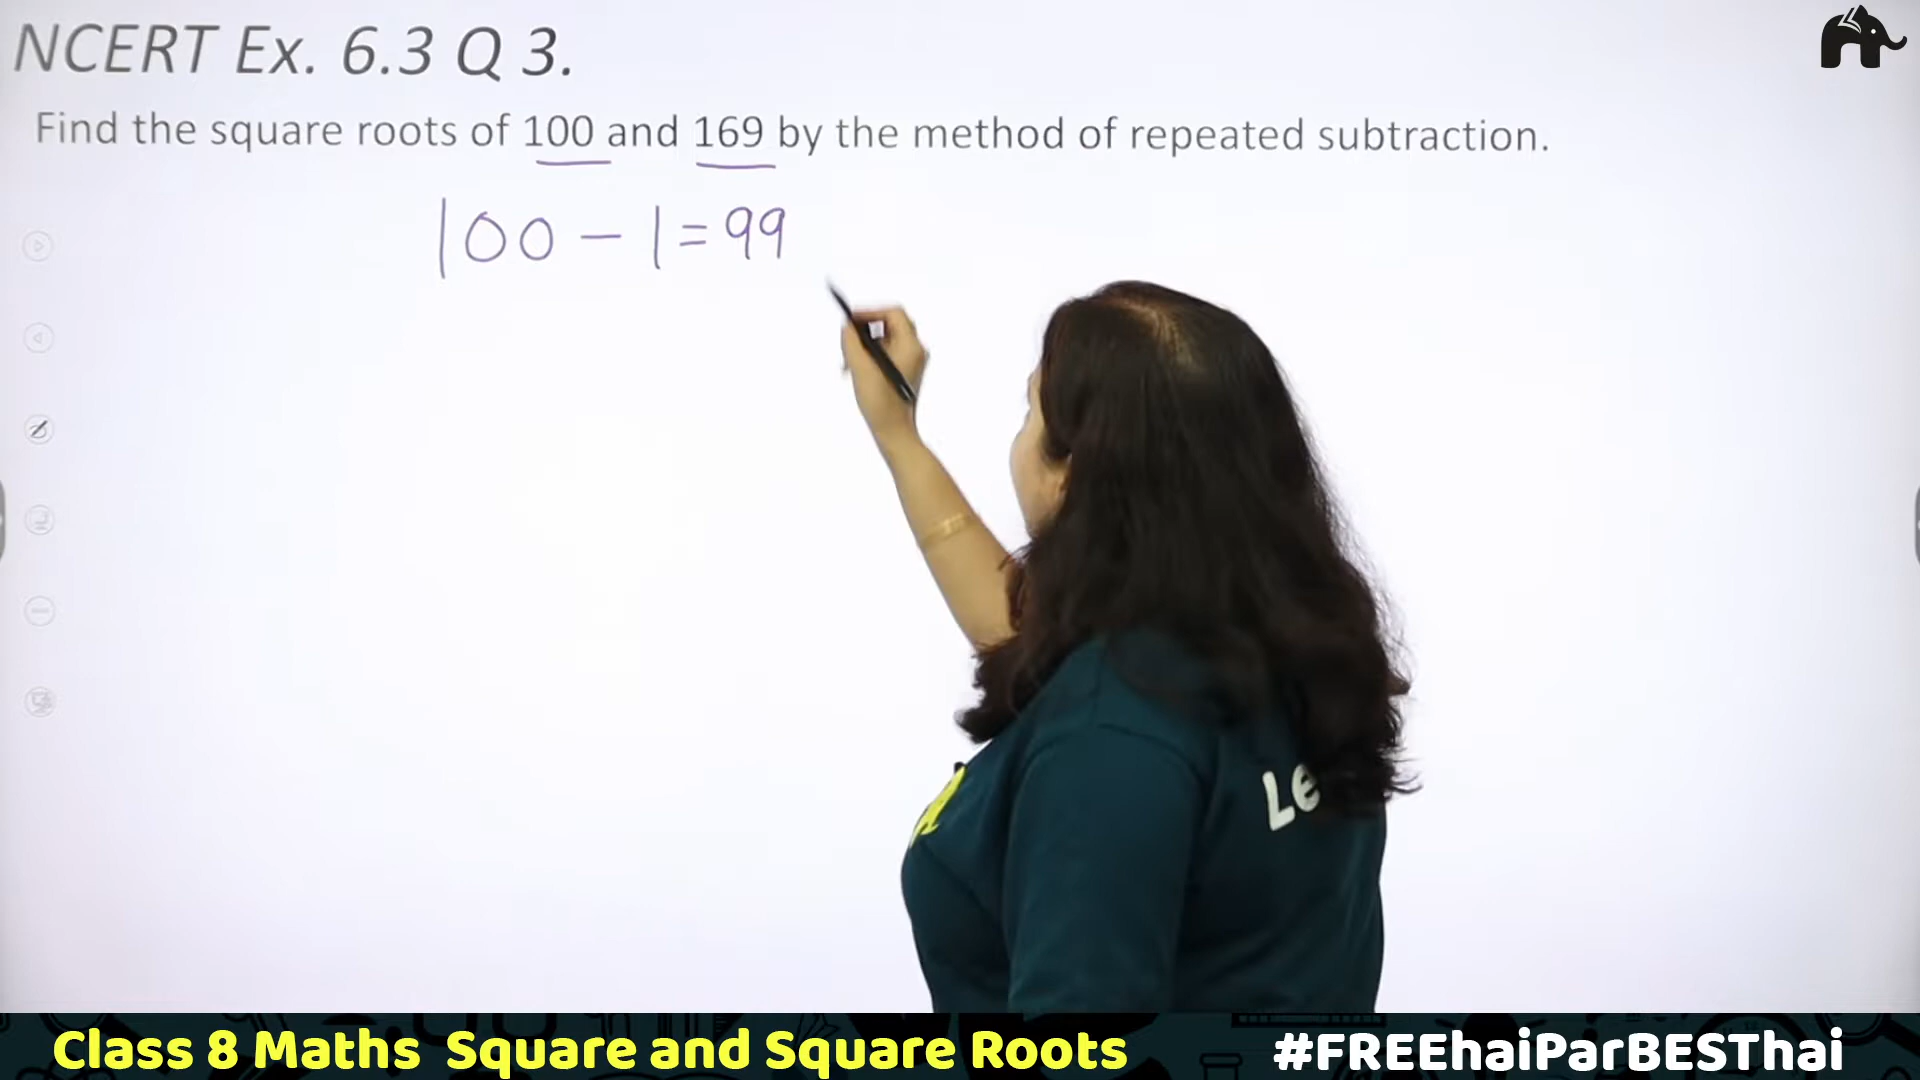 NCERT Ex. 6.3 Q 3.
Find the square roots of 100 and 169 by the method of repeated subtraction.
100 - 1 = 99
Le
Class 8 Maths Square and Square Roots
#FREEhaiParBESThai